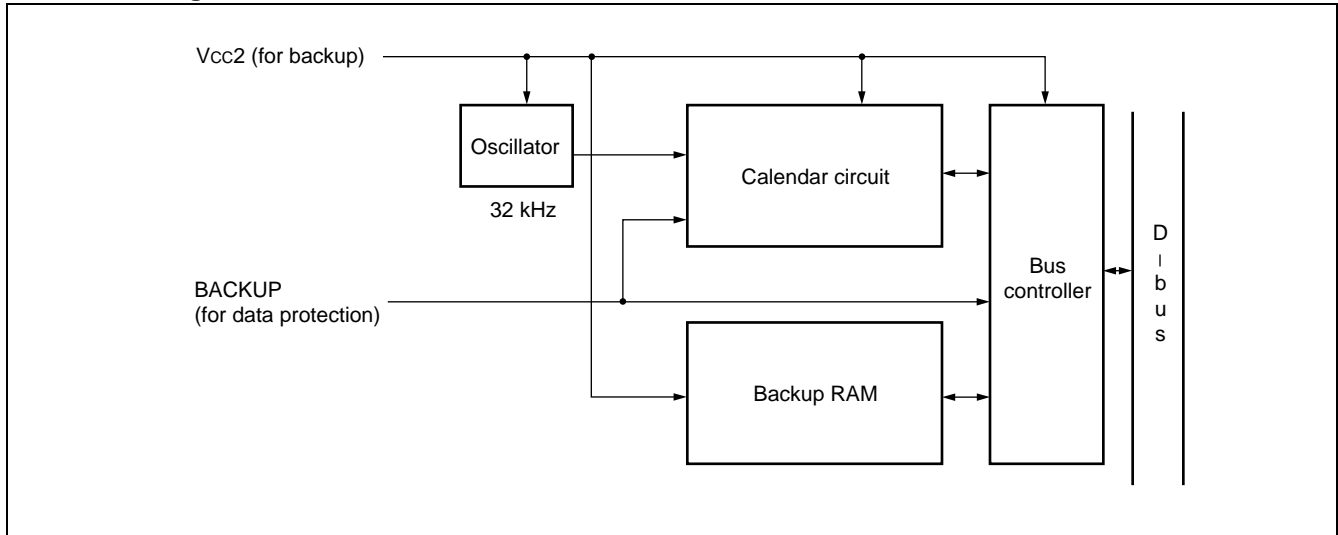 Vcc2 (for backup)
Oscillator
32 kHz
Calendar circuit
BACKUP
(for data protection)
Backup RAM
Bus
controller
D
–
b
u
s